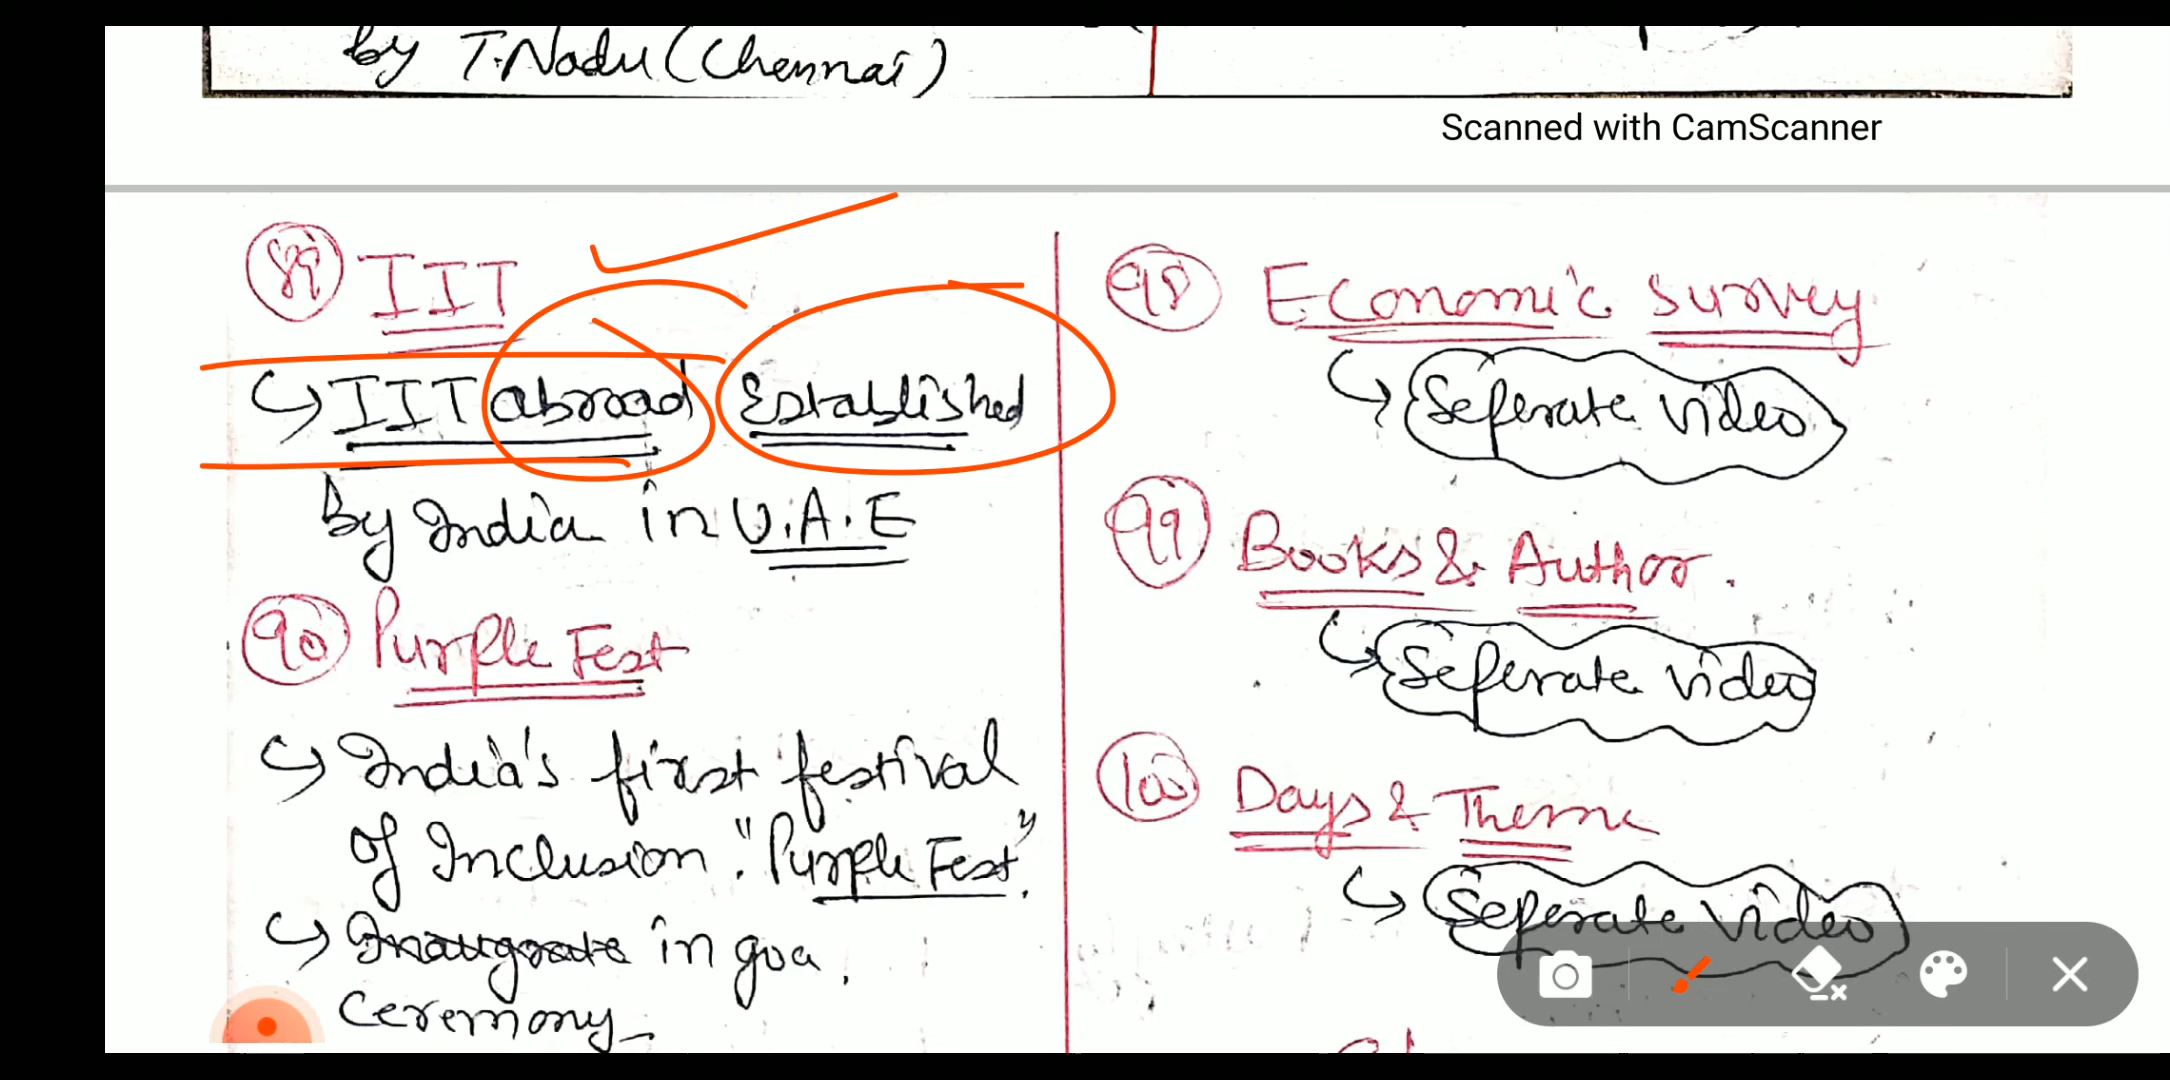 by T.Nadu (Chennai)
Scanned with CamScanner
89 IIT
↪ IIT abroad Established
By India in U.A.E
90 Purple Fest
↪ India's first festival
Of Inclusion. "Purple Fest".
↪ Inaugrate in goa.
Ceremony
98 Economic Survey
↪ Seperate video
99 Books & Author.
↪ Seperate video
100 Days & Theme
↪ Seperate video